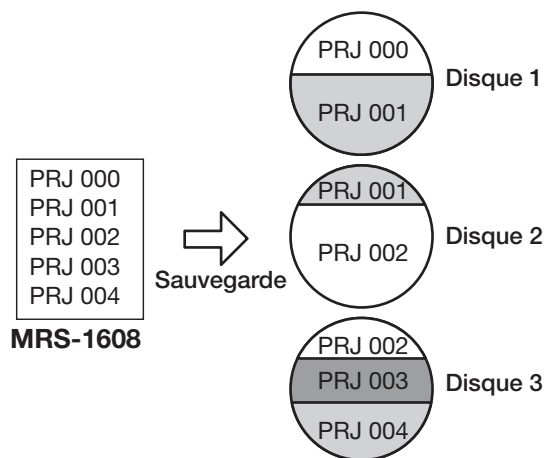 PRJ 000
PRJ 001
PRJ 002
PRJ 003
PRJ 004
MRS-1608
Sauvegarde
PRJ 000
PRJ 001
Disque 1
PRJ 001
PRJ 002
Disque 2
PRJ 002
PRJ 003
PRJ 004
Disque 3